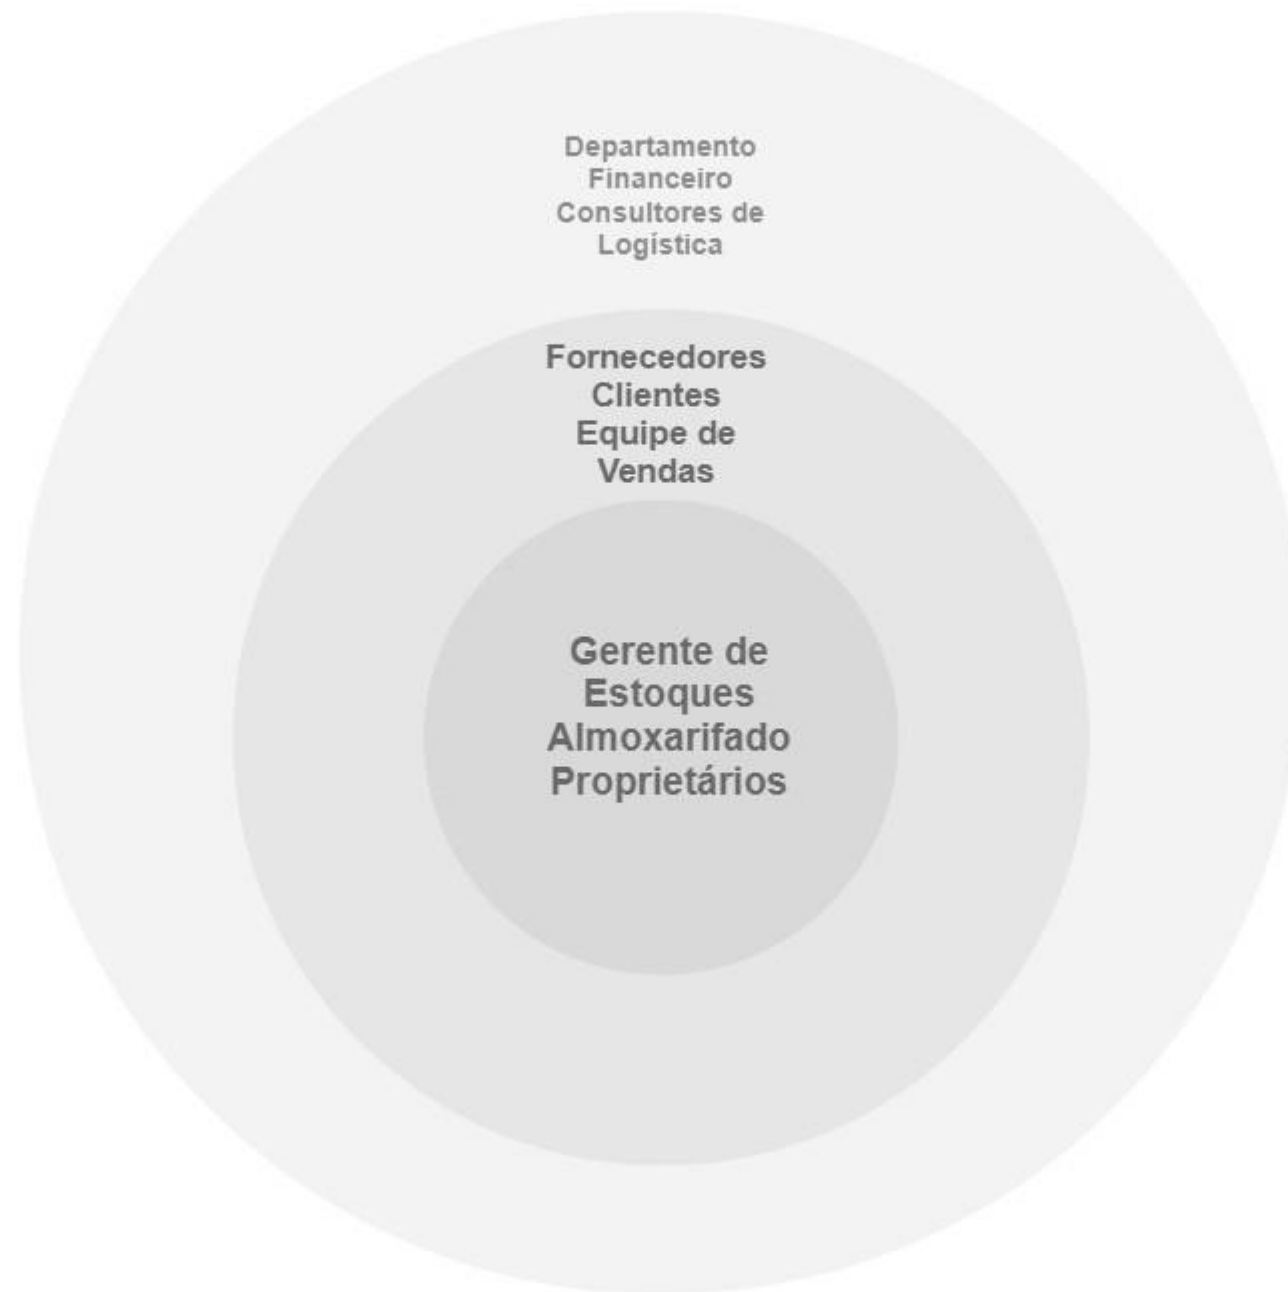 Departamento
Financeiro
Consultores de
Logística
Fornecedores
Clientes
Equipe de
Vendas
Gerente de
Estoques
Almoxarifado
Proprietários